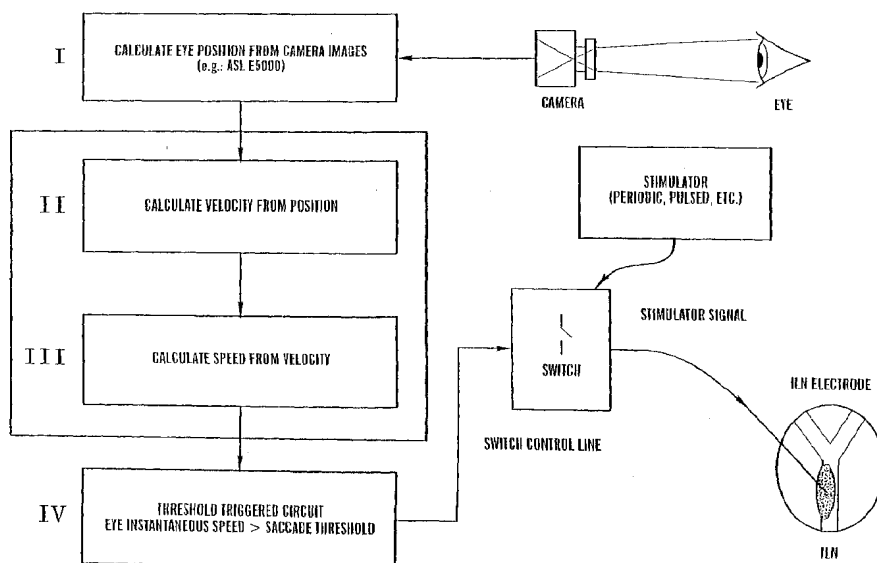 I
CALCULATE EYE POSITION FROM CAMERA IMAGES
(e.g.: ASL E5000)
CAMERA
EYE
II
CALCULATE VELOCITY FROM POSITION
STIMULATOR
(PERIODIC, PULSED, ETC.)
III
CALCULATE SPEED FROM VELOCITY
SWITCH
STIMULATOR SIGNAL
ILN ELECTRODE
SWITCH CONTROL LINE
IV
THRESHOLD TRIGGERED CIRCUIT
EYE INSTANTANEOUS SPEED > SACCADE THRESHOLD
ILN